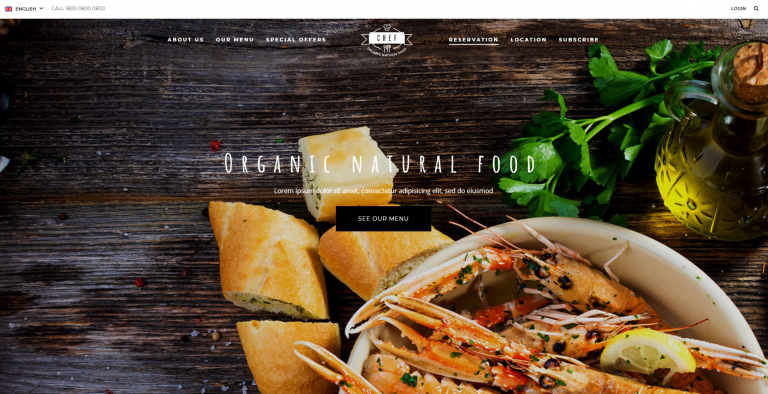 ENGLISH
CALL 1800 0800 0800
LOGIN
ABOUT US
OUR MENU
SPECIAL OFFERS
CHEF
RESERVATION
LOCATION
SUBSCRIBE
ORGANIC NATURAL FOOD
Lorem ipsum dolor sit amet, consectetur adipisicing elit, sed do eiusmod
SEE OUR MENU